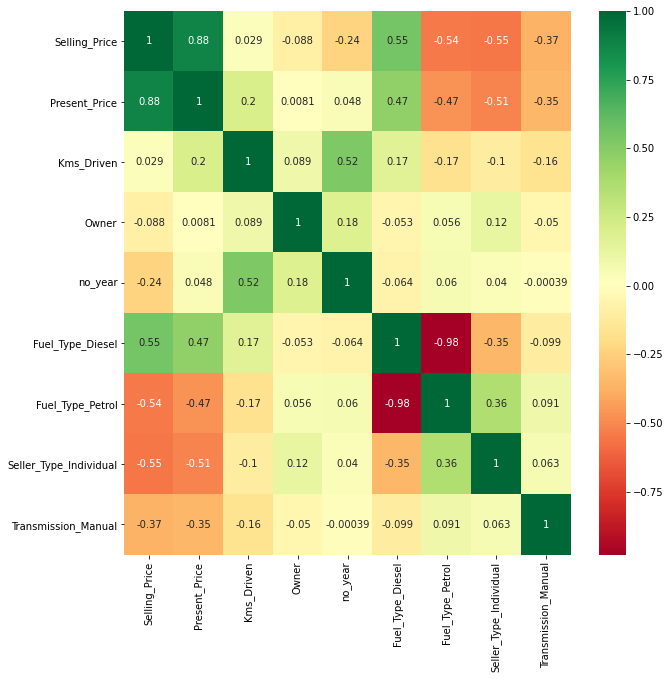 Selling_Price 1 0.88 0.029 -0.088 -0.24 0.55 -0.54 -0.55 -0.37
Present_Price 0.88 1 0.2 0.0081 0.048 0.47 -0.47 -0.51 -0.35
Kms_Driven 0.029 0.2 1 0.089 0.52 0.17 -0.17 -0.1 -0.16
Owner -0.088 0.0081 0.089 1 0.18 -0.053 0.056 0.12 -0.05
no_year -0.24 0.048 0.52 0.18 1 -0.064 0.06 0.04 -0.00039
Fuel_Type_Diesel 0.55 0.47 0.17 -0.053 -0.064 1 -0.98 -0.35 -0.099
Fuel_Type_Petrol -0.54 -0.47 -0.17 0.056 0.06 -0.98 1 0.36 0.091
Seller_Type_Individual -0.55 -0.51 -0.1 0.12 0.04 -0.35 0.36 1 0.063
Transmission_Manual -0.37 -0.35 -0.16 -0.05 -0.00039 -0.099 0.091 0.063 1
Selling_Price
Present_Price
Kms_Driven
Owner
no_year
Fuel_Type_Diesel
Fuel_Type_Petrol
Seller_Type_Individual
Transmission_Manual
1.00
0.75
0.50
0.25
0.00
-0.25
-0.50
-0.75